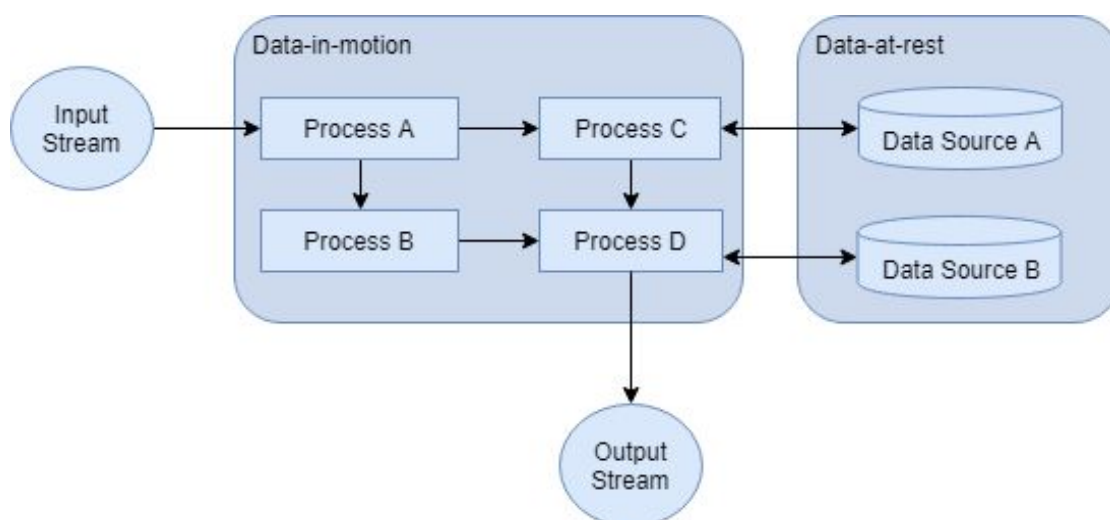 Data-in-motion
Data-at-rest
Input
Stream
Process A
Process C
Data Source A
Process B
Process D
Data Source B
Output
Stream